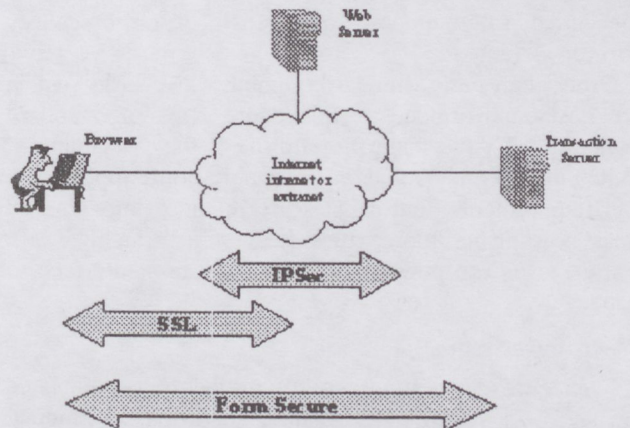 Web
Server
Browser
Transaction
Server
Internet
intranet or
extranet
IPSec
SSL
Form Secure